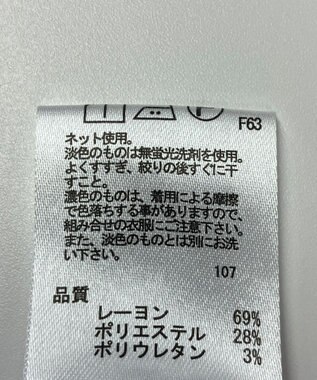 F63
ネット使用。
淡色のものは無蛍光洗剤を使用。
よくすすぎ、絞りの後すぐに干
すこと。
濃色のものは、着用による摩擦
で色落ちする事がありますので、
組み合せの衣服にご注意下さい。
また、淡色のものとは別にお洗
い下さい。
107
品質
レーヨン 69%
ポリエステル 28%
ポリウレタン 3%